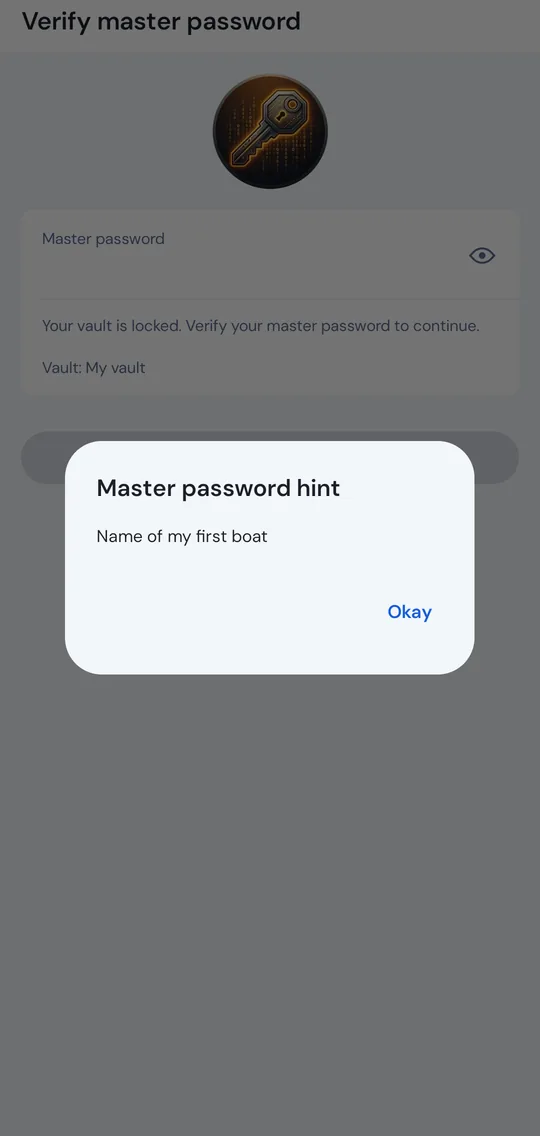 Verify master password
Master password
Your vault is locked. Verify your master password to continue.
Vault: My vault
Master password hint
Name of my first boat
Okay